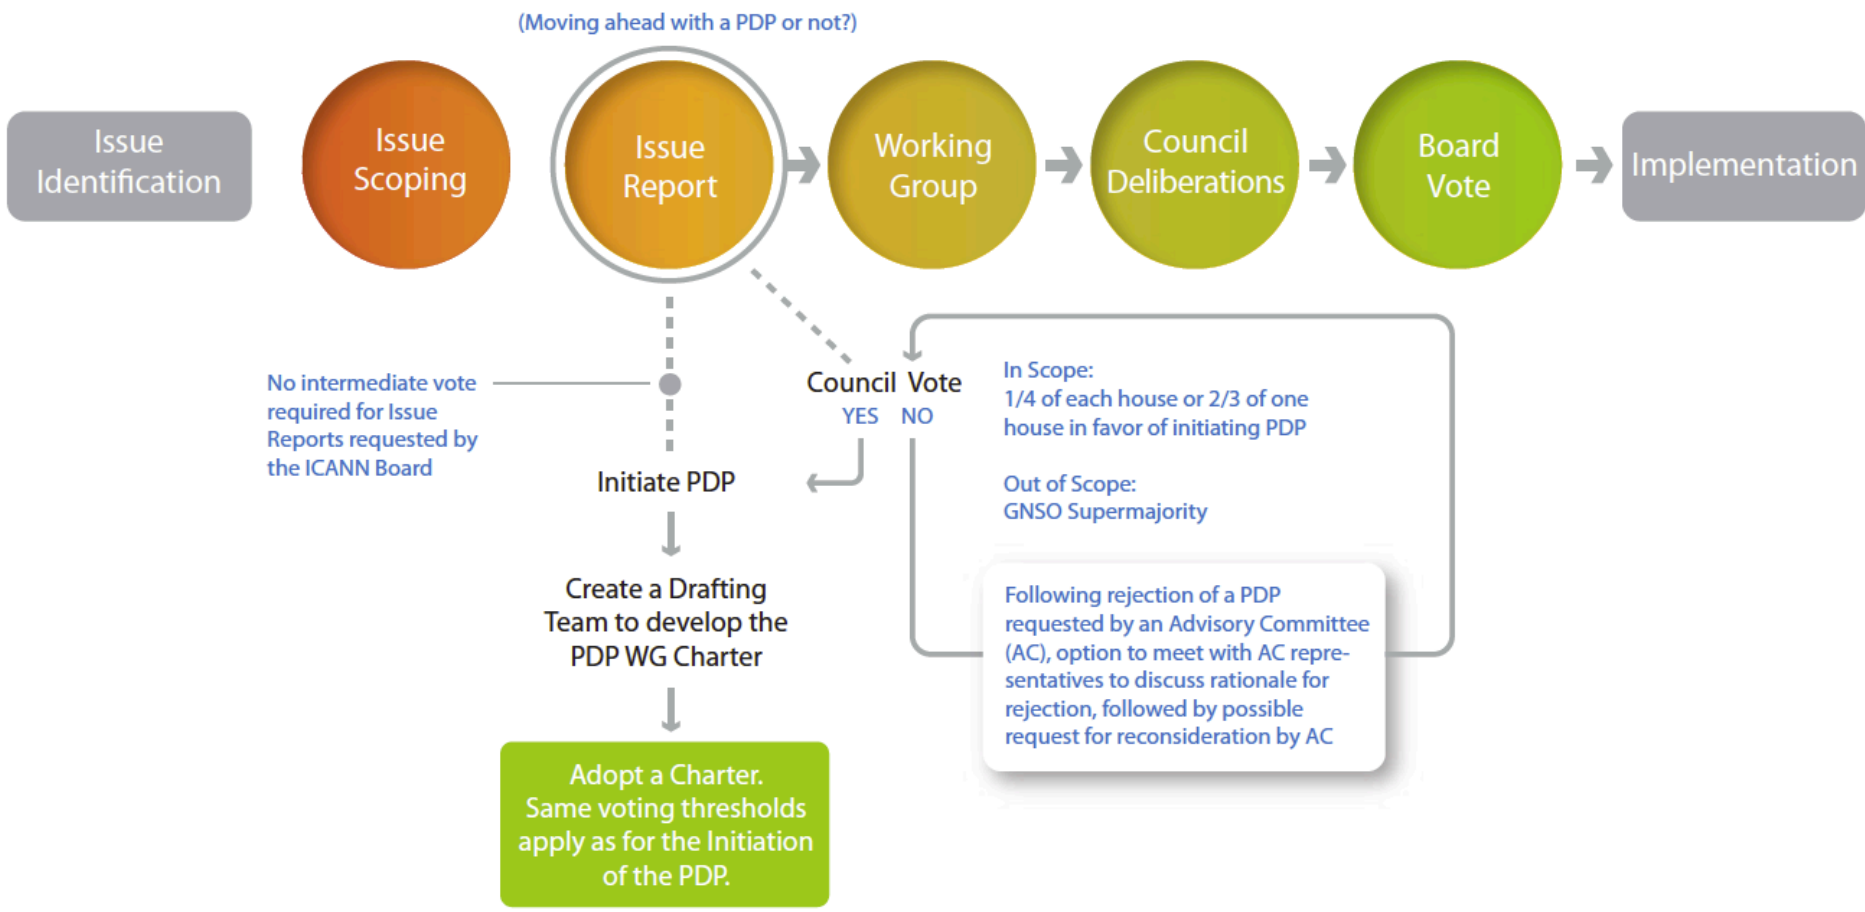 (Moving ahead with a PDP or not?)
Issue
Identification
Issue
Scoping
Issue
Report
Working
Group
Council
Deliberations
Board
Vote
Implementation
No intermediate vote
required for Issue
Reports requested by
the ICANN Board
Council Vote
YES NO
In Scope:
1/4 of each house or 2/3 of one
house in favor of initiating PDP
Out of Scope:
GNSO Supermajority
Initiate PDP
Create a Drafting
Team to develop the
PDP WG Charter
Following rejection of a PDP
requested by an Advisory Committee
(AC), option to meet with AC repre-
sentatives to discuss rationale for
rejection, followed by possible
request for reconsideration by AC
Adopt a Charter.
Same voting thresholds
apply as for the Initiation
of the PDP.